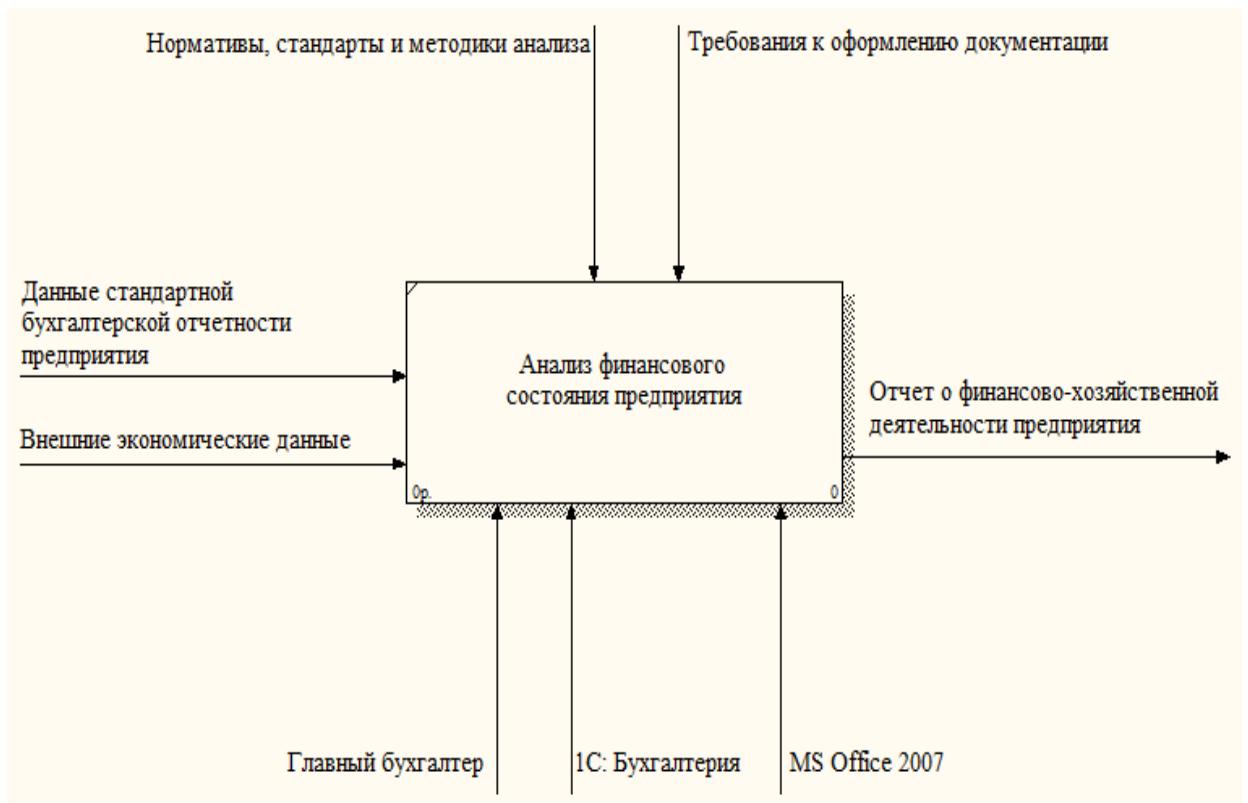 Нормативы, стандарты и методики анализа
Требования к оформлению документации
Данные стандартной
бухгалтерской отчетности
предприятия
Внешние экономические данные
Анализ финансового
состояния предприятия
0р.
0
Отчет о финансово-хозяйственной
деятельности предприятия
Главный бухгалтер
1С: Бухгалтерия
MS Office 2007